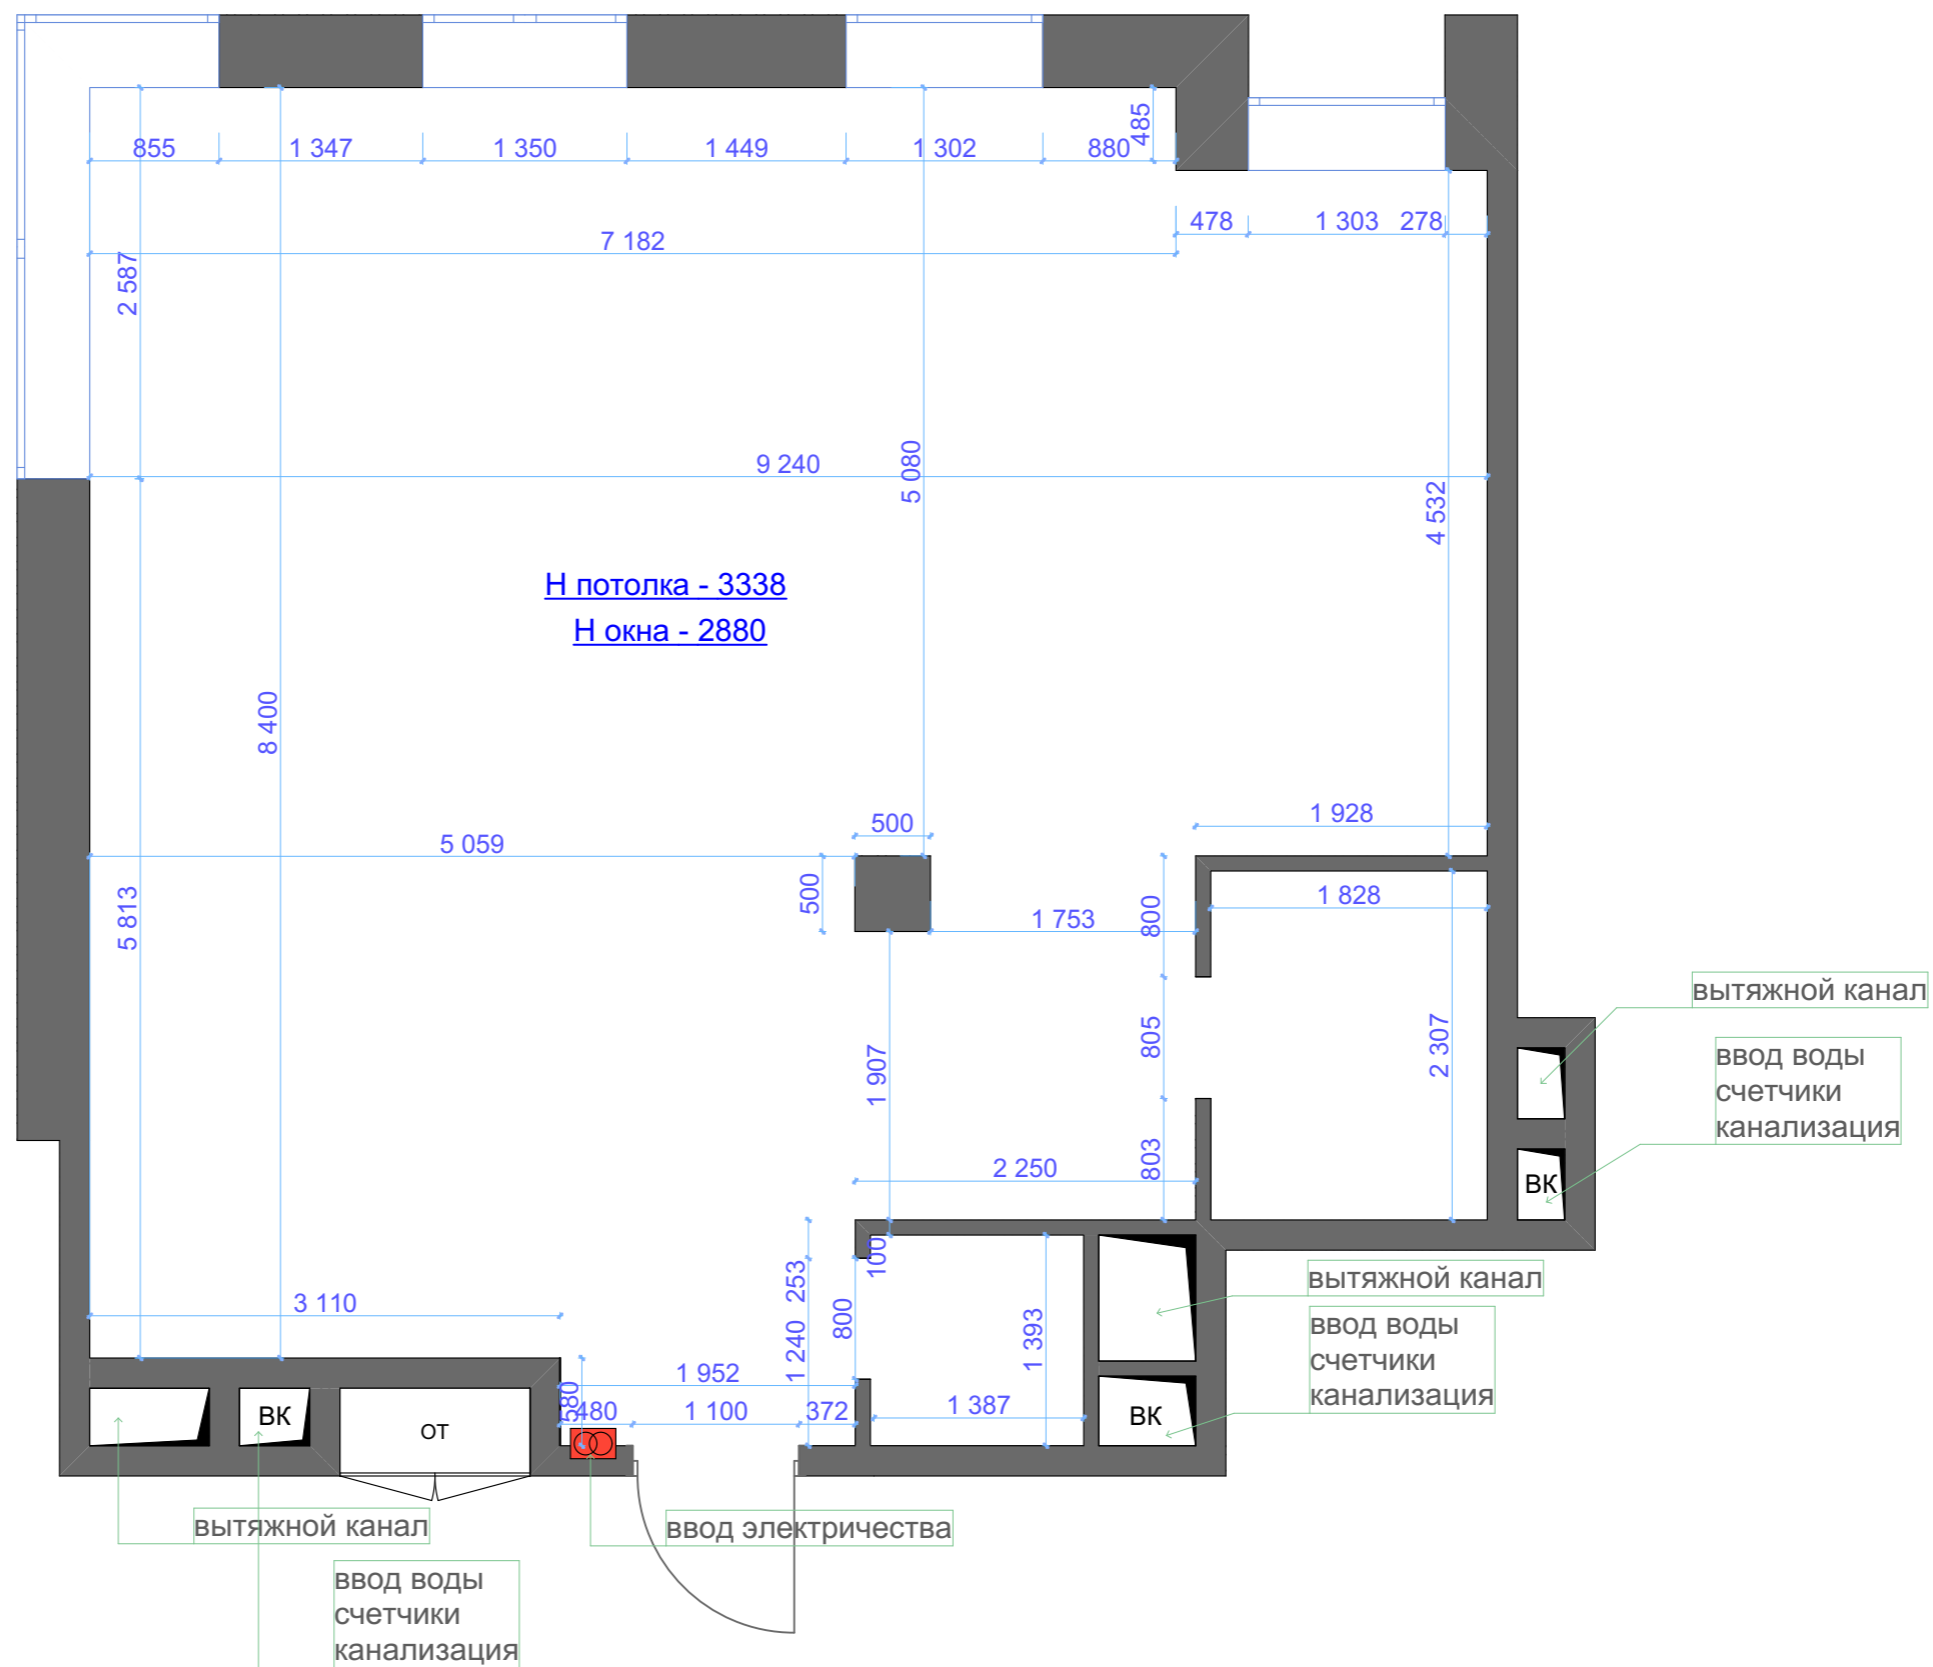 485
855
1 347
1 350
1 449
1 302
880
478
1 303
278
7 182
2 587
9 240
5 080
4 532
Н потолка - 3338
Н окна - 2880
8 400
500
1 928
5 059
500
1 828
5 813
1 753
800
вытяжной канал
805
2 307
1 907
ввод воды
счетчики
канализация
ВК
2 250
803
100
253
вытяжной канал
3 110
800
1 240
1 393
ввод воды
счетчики
канализация
1 952
580
480
1 100
372
1 387
ВК
ВК
ОТ
вытяжной канал
ввод электричества
ввод воды
счетчики
канализация